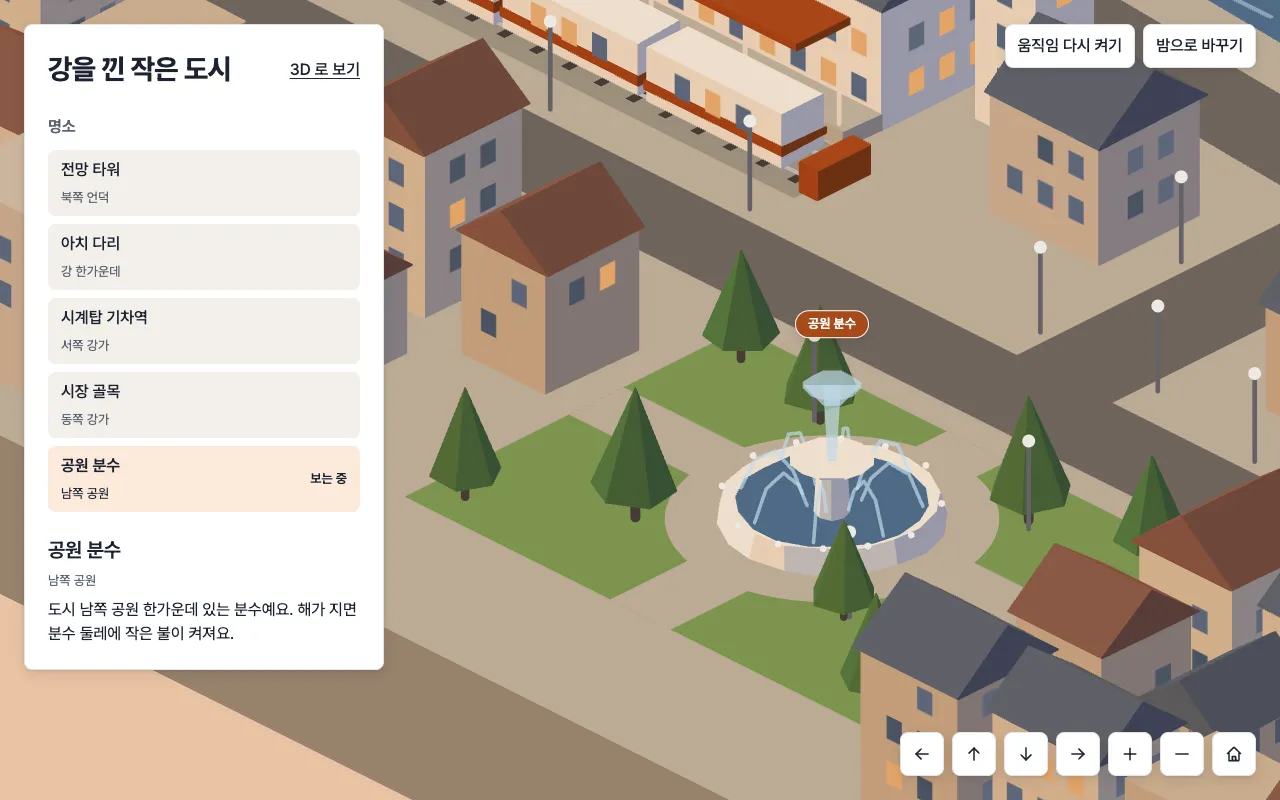 강을 낀 작은 도시
3D 로 보기
명소
전망 타워
북쪽 언덕
아치 다리
강 한가운데
시계탑 기차역
서쪽 강가
시장 골목
동쪽 강가
공원 분수
남쪽 공원
보는 중
공원 분수
남쪽 공원
도시 남쪽 공원 한가운데 있는 분수예요. 해가 지면
분수 둘레에 작은 불이 켜져요.
움직임 다시 켜기
밤으로 바꾸기
공원 분수